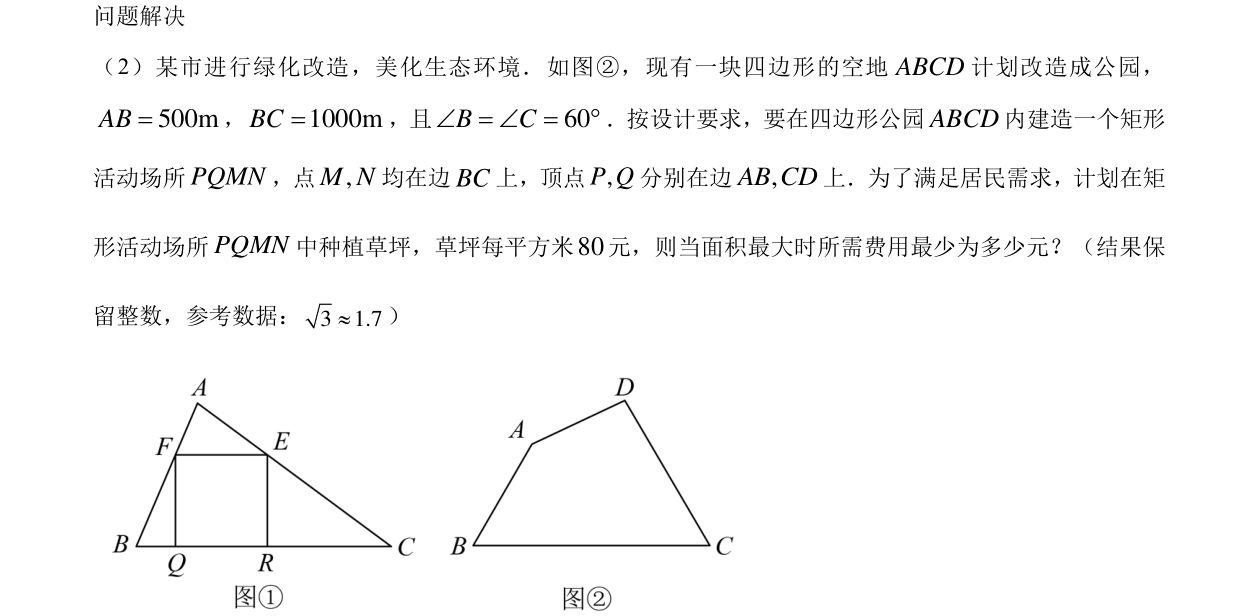 问题解决
（2）某市进行绿化改造，美化生态环境．如图②，现有一块四边形的空地 ABCD 计划改造成公园，
AB = 500m，BC = 1000m，且∠B = ∠C = 60°．按设计要求，要在四边形公园 ABCD 内建造一个矩形
活动场所 PQMN，点 M , N 均在边 BC 上，顶点 P, Q 分别在边 AB, CD 上．为了满足居民需求，计划在矩
形活动场所 PQMN 中种植草坪，草坪每平方米 80 元，则当面积最大时所需费用最少为多少元？（结果保
留整数，参考数据：√3 ≈ 1.7）
A
F
E
B
Q
R
C
图①
D
A
B
C
图②